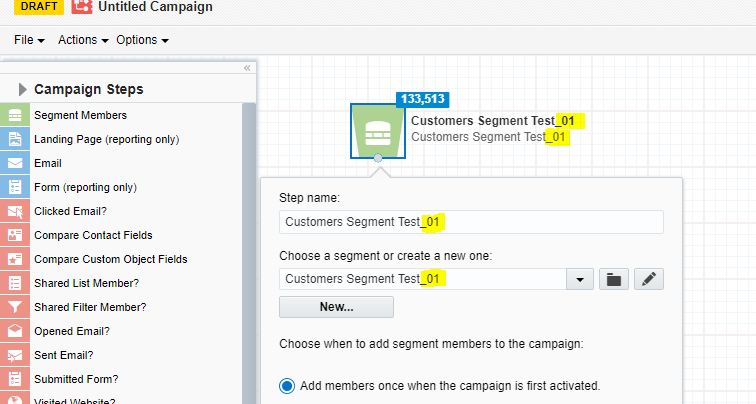 DRAFT Untitled Campaign
File Actions Options
Campaign Steps
Segment Members
Landing Page (reporting only)
Email
Form (reporting only)
Clicked Email?
Compare Contact Fields
Compare Custom Object Fields
Shared List Member?
Shared Filter Member?
Opened Email?
Sent Email?
Submitted Form?
Visited Website?
133,513
Customers Segment Test_01
Customers Segment Test_01
Step name:
Customers Segment Test_01
Choose a segment or create a new one:
Customers Segment Test_01
New...
Choose when to add segment members to the campaign:
Add members once when the campaign is first activated.